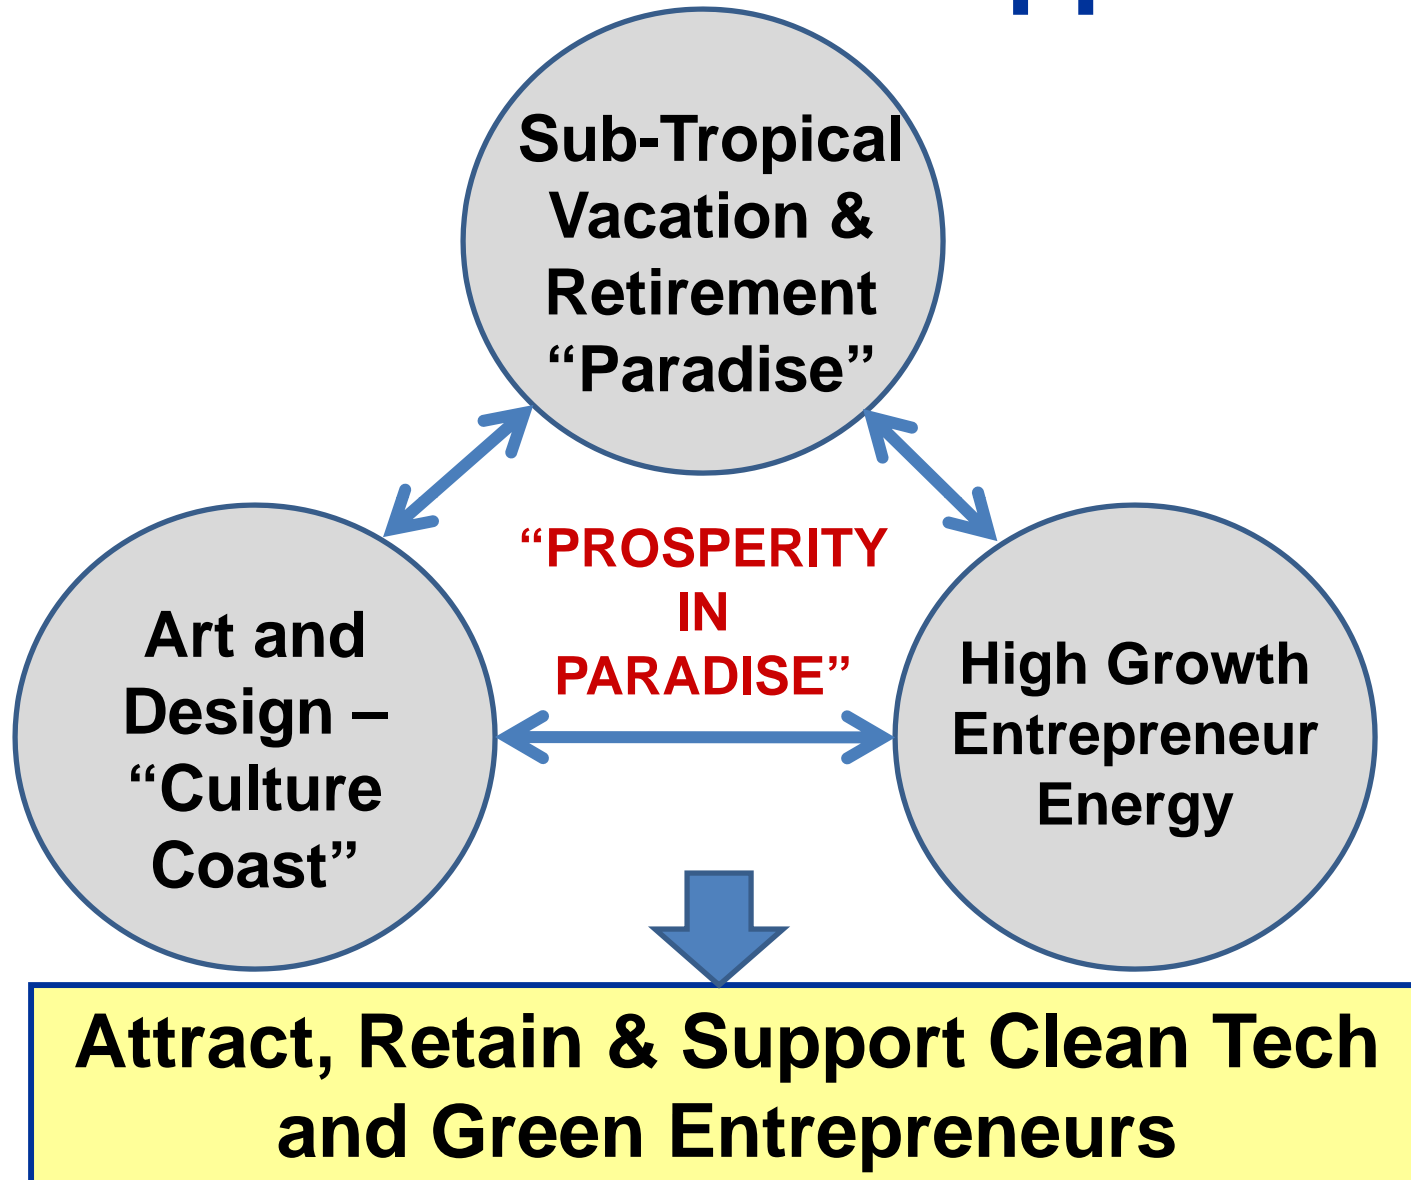 Sub-Tropical
Vacation &
Retirement
“Paradise”
“PROSPERITY
IN
PARADISE”
Art and
Design –
“Culture
Coast”
High Growth
Entrepreneur
Energy
Attract, Retain & Support Clean Tech
and Green Entrepreneurs